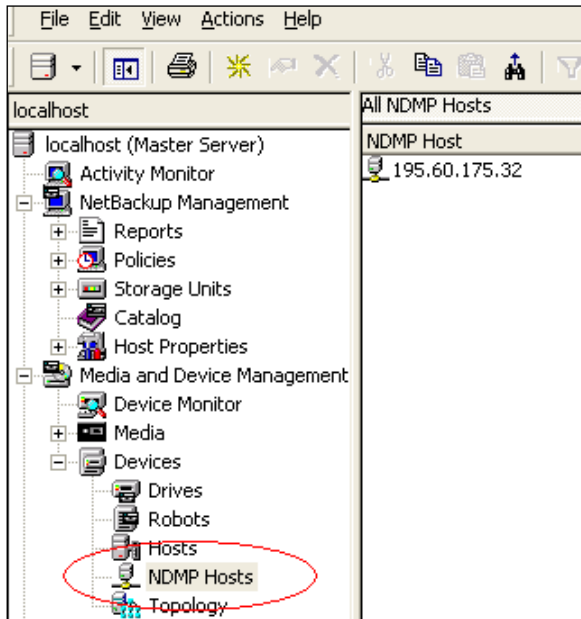 File Edit View Actions Help
localhost
All NDMP Hosts
localhost (Master Server)
NDMP Host
Activity Monitor
195.60.175.32
NetBackup Management
Reports
Policies
Storage Units
Catalog
Host Properties
Media and Device Management
Device Monitor
Media
Devices
Drives
Robots
Hosts
NDMP Hosts
Topology